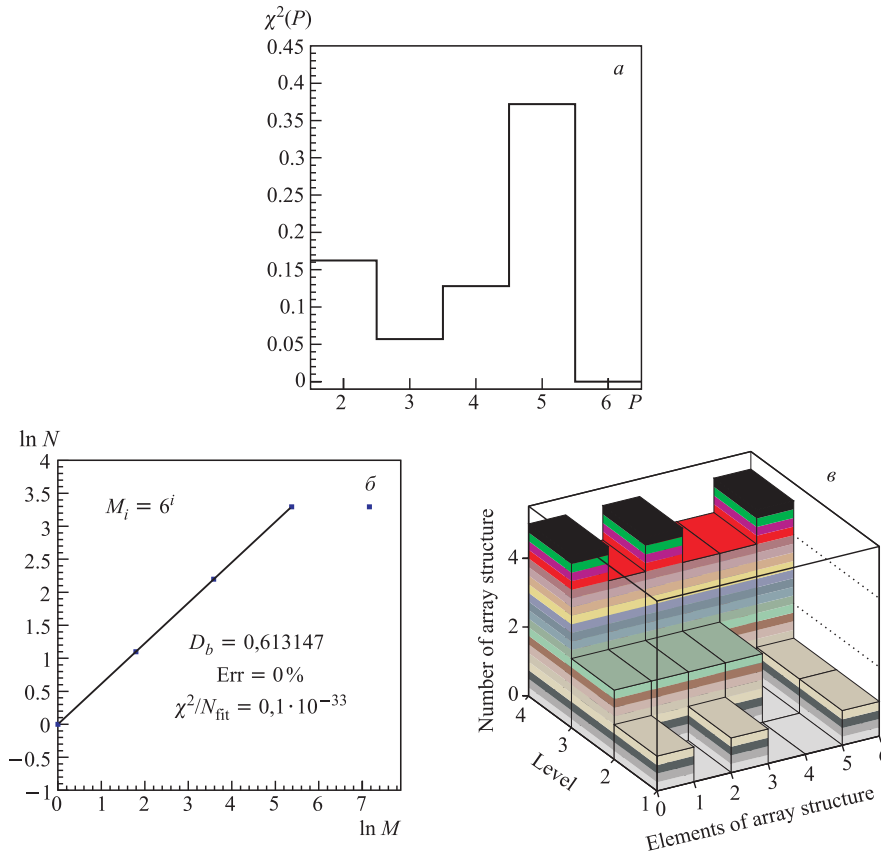 χ²(P)
0.45
0.4
0.35
0.3
0.25
0.2
0.15
0.1
0.05
0
2 3 4 5 6 P
а
ln N
4
3.5
3
2.5
2
1.5
1
0.5
0
−0.5
−1
0 1 2 3 4 5 6 7
ln M
б
M_i = 6^i
D_b = 0,613147
Err = 0%
χ²/N_fit = 0,1 · 10^−33
в
Number of array structure
4
2
0
4
3
2
1
Level
0 1 2 3 4 5 6
Elements of array structure